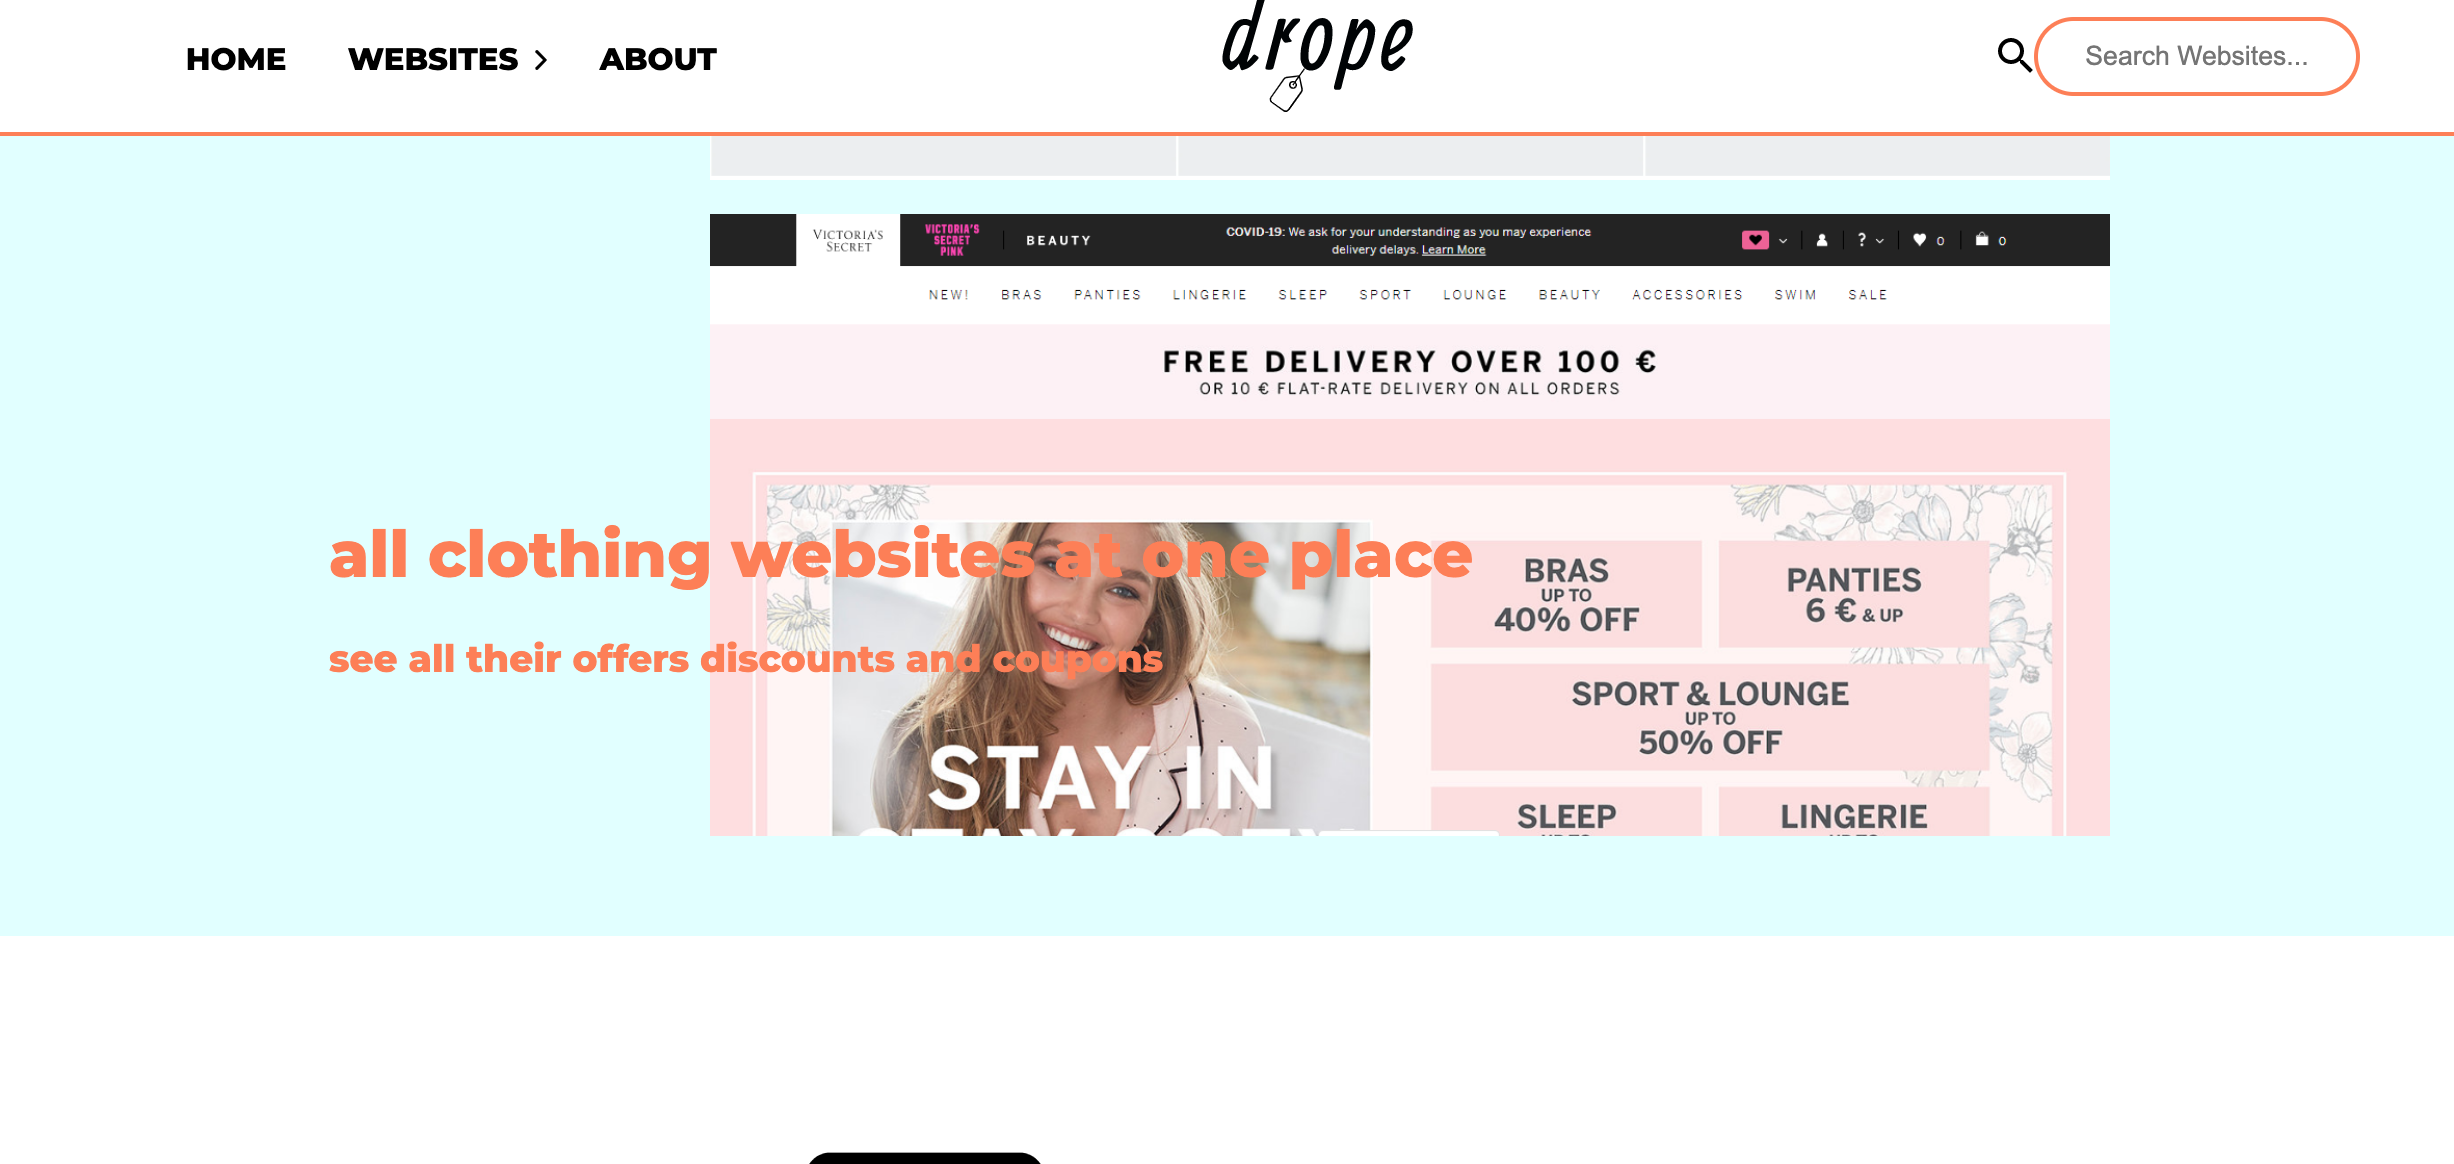 HOME WEBSITES ABOUT
drope
Search Websites...
VICTORIA'S SECRET
VICTORIA'S SECRET PINK
BEAUTY
COVID-19: We ask for your understanding as you may experience
delivery delays. Learn More
0
0
NEW! BRAS PANTIES LINGERIE SLEEP SPORT LOUNGE BEAUTY ACCESSORIES SWIM SALE
FREE DELIVERY OVER 100 €
OR 10 € FLAT-RATE DELIVERY ON ALL ORDERS
all clothing websites at one place
see all their offers discounts and coupons
STAY IN
BRAS
UP TO
40% OFF
PANTIES
6 € & UP
SPORT & LOUNGE
UP TO
50% OFF
SLEEP
LINGERIE